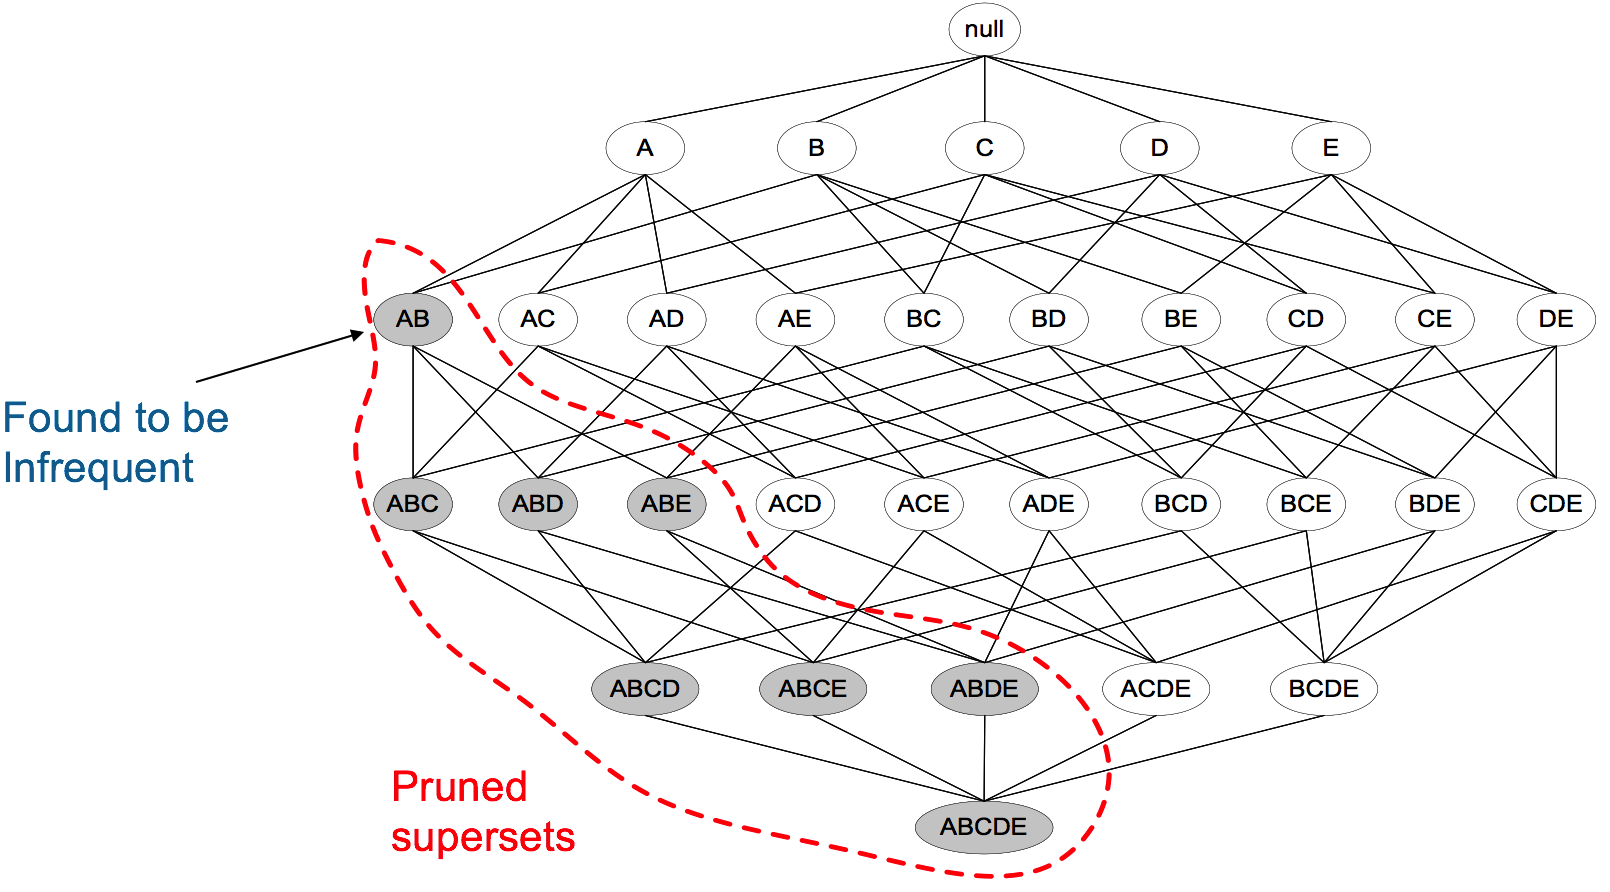 null
A B C D E
AB AC AD AE BC BD BE CD CE DE
Found to be
Infrequent
ABC ABD ABE ACD ACE ADE BCD BCE BDE CDE
ABCD ABCE ABDE ACDE BCDE
Pruned
supersets
ABCDE